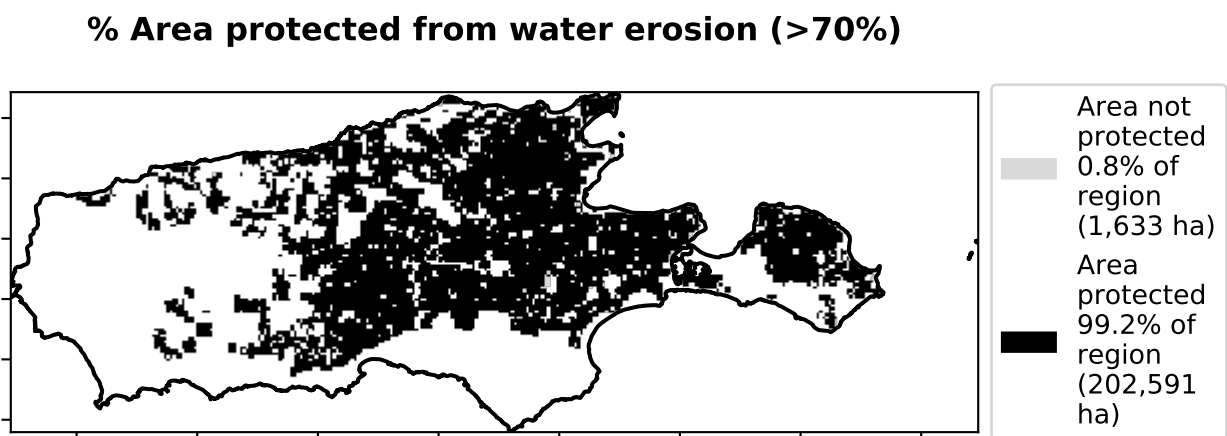 % Area protected from water erosion (>70%)
Area not
protected
0.8% of
region
(1,633 ha)
Area
protected
99.2% of
region
(202,591
ha)